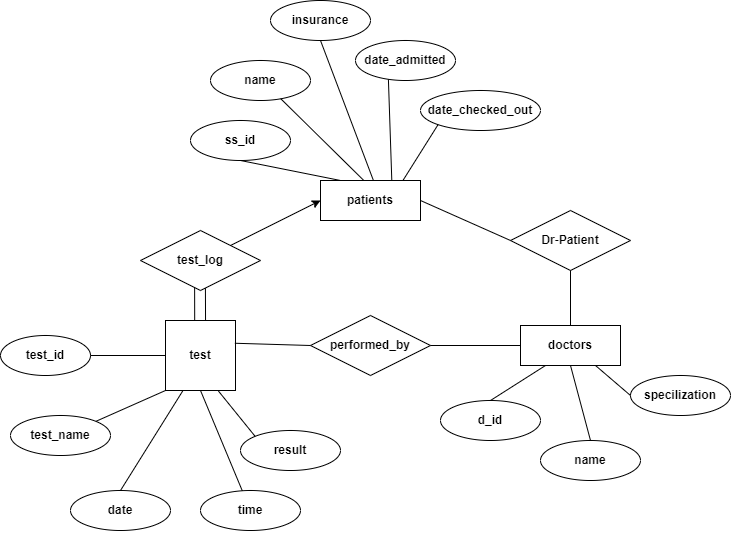 insurance
date_admitted
name
date_checked_out
ss_id
patients
Dr-Patient
test_log
test_id
test
performed_by
doctors
specilization
test_name
d_id
result
name
date
time